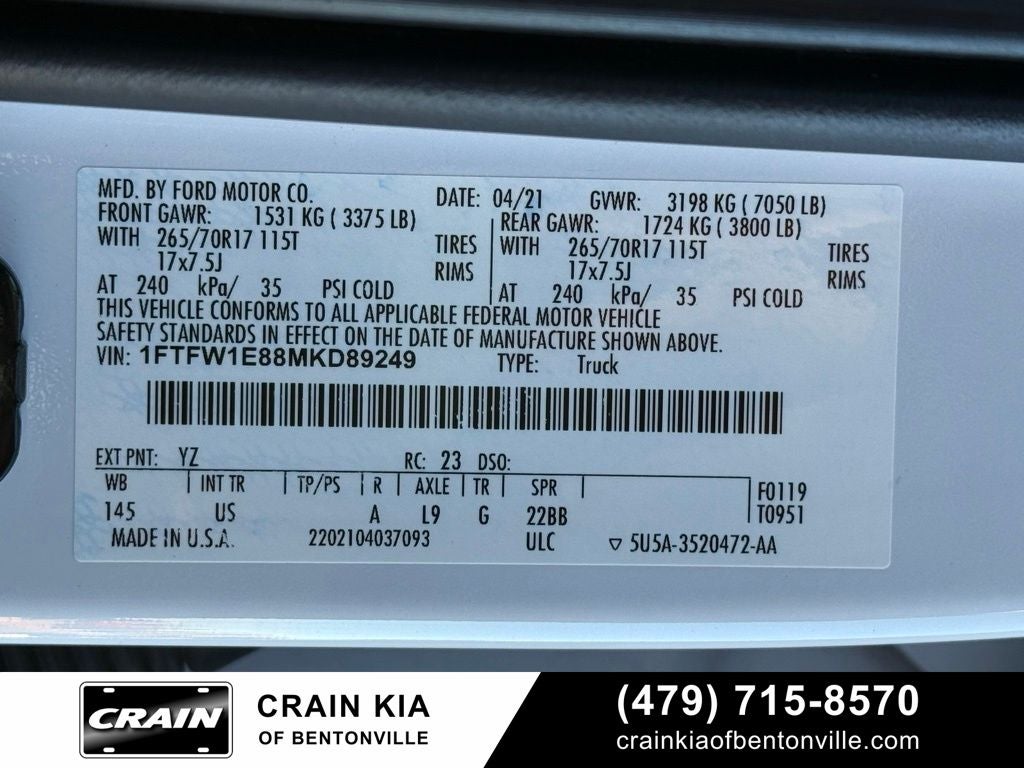 MFD. BY FORD MOTOR CO. DATE: 04/21 GVWR: 3198 KG ( 7050 LB)
FRONT GAWR: 1531 KG ( 3375 LB) REAR GAWR: 1724 KG ( 3800 LB)
WITH 265/70R17 115T TIRES WITH 265/70R17 115T TIRES
17x7.5J RIMS 17x7.5J RIMS
AT 240 kPa/ 35 PSI COLD AT 240 kPa/ 35 PSI COLD
THIS VEHICLE CONFORMS TO ALL APPLICABLE FEDERAL MOTOR VEHICLE
SAFETY STANDARDS IN EFFECT ON THE DATE OF MANUFACTURE SHOWN ABOVE.
VIN: 1FTFW1E88MKD89249 TYPE: Truck
EXT PNT: YZ RC: 23 DSO:
WB INT TR TP/PS R AXLE TR SPR F0119
145 US A L9 G 22BB T0951
MADE IN U.S.A. 2202104037093 ULC ▽ 5U5A-3520472-AA
CRAIN
CRAIN KIA
OF BENTONVILLE
(479) 715-8570
crainkiaofbentonville.com